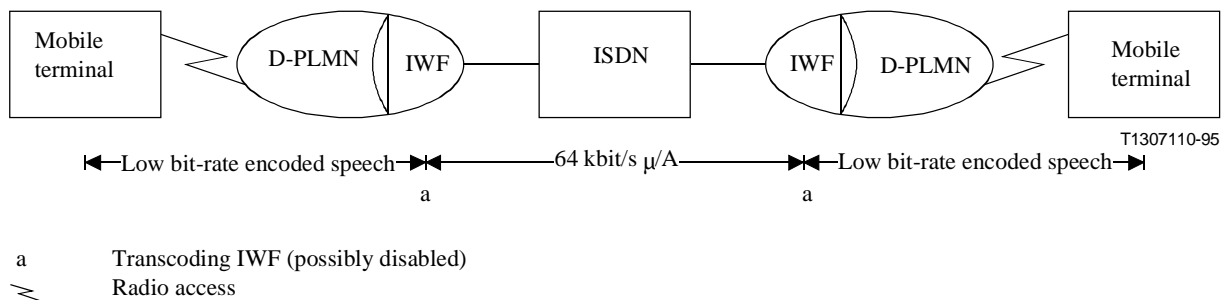 Mobile
terminal
D-PLMN
IWF
ISDN
IWF
D-PLMN
Mobile
terminal
T1307110-95
Low bit-rate encoded speech
64 kbit/s μ/A
Low bit-rate encoded speech
a
a
a Transcoding IWF (possibly disabled)
Radio access